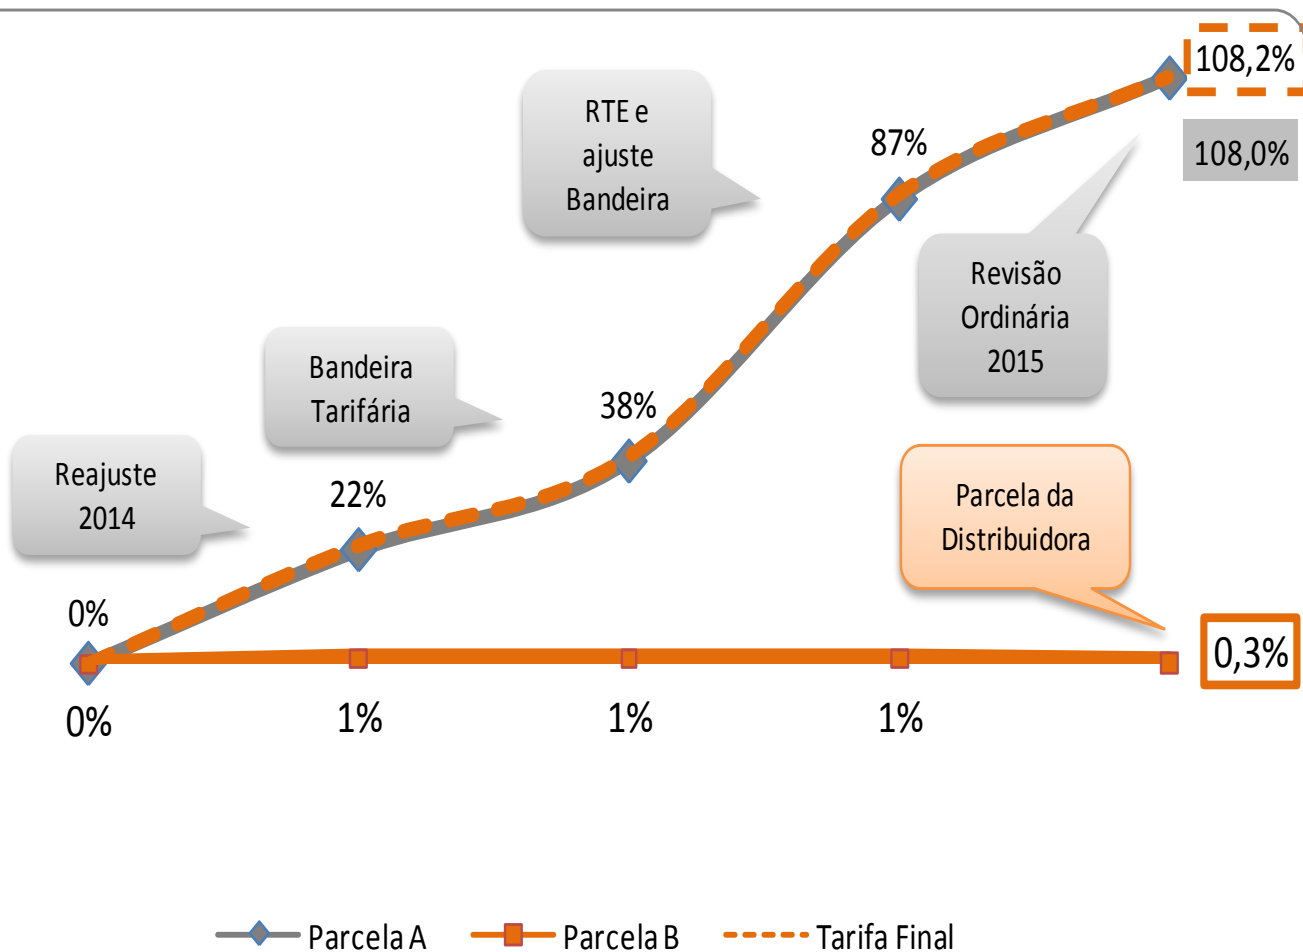 108,2%
108,0%
RTE e
ajuste
Bandeira
87%
Revisão
Ordinária
2015
Bandeira
Tarifária
38%
Reajuste
2014
22%
Parcela da
Distribuidora
0%
0,3%
0%
1%
1%
1%
Parcela A
Parcela B
Tarifa Final